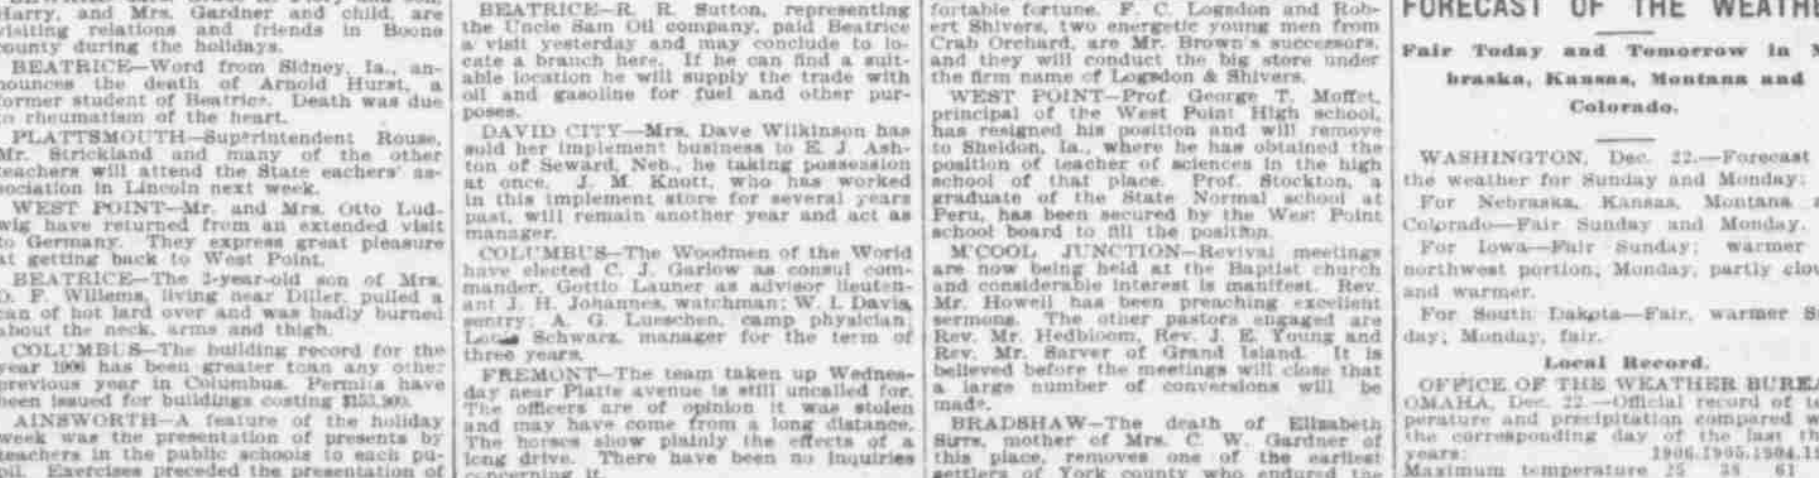 Harry, and Mrs. Gardner and child, are
visiting relations and friends in Boone
county during the holidays.
BEATRICE—Word from Sidney, Ia., an-
nounces the death of Arnold Hurst, a
former student of Beatrice. Death was due
to rheumatism of the heart.
PLATTSMOUTH—Superintendent Rouse,
Mr. Strickland and many of the other
teachers will attend the State eachers' as-
sociation in Lincoln next week.
WEST POINT—Mr. and Mrs. Otto Lud-
wig have returned from an extended visit
to Germany. They express great pleasure
at getting back to West Point.
BEATRICE—The 2-year-old son of Mrs.
O. F. Willems, living near Diller, pulled a
can of hot lard over and was badly burned
about the neck, arms and thigh.
COLUMBUS—The building record for the
year 1906 has been greater than any other
previous year in Columbus. Permits have
been issued for buildings costing $153,900.
AINSWORTH—A feature of the holiday
week was the presentation of presents by
teachers in the public schools to each pu-
pil. Exercises preceded the presentation of
BEATRICE—R. R. Sutton, representing
the Uncle Sam Oil company, paid Beatrice
a visit yesterday and may conclude to lo-
cate a branch here. If he can find a suit-
able location he will supply the trade with
oil and gasoline for fuel and other pur-
poses.
DAVID CITY—Mrs. Dave Wilkinson has
sold her implement business to E. J. Ash-
ton of Seward, Neb., he taking possession
at once. J. M. Knott, who has worked
in this implement store for several years
past, will remain another year and act as
manager.
COLUMBUS—The Woodmen of the World
have elected C. J. Garlow as consul com-
mander, Gottlo Launer as advisor lieuten-
ant J. H. Johannes, watchman; W. I. Davis,
sentry; A. G. Lueschen, camp physician,
Louis Schwarz, manager for the term of
three years.
FREMONT—The team taken up Wednes-
day near Platte avenue is still uncalled for.
The officers are of opinion it was stolen
and may have come from a long distance.
The horses show plainly the effects of a
long drive. There have been no inquiries
concerning it.
fortable fortune. F. C. Logsdon and Rob-
ert Shivers, two energetic young men from
Crab Orchard, are Mr. Brown's successors,
and they will conduct the big store under
the firm name of Logsdon & Shivers.
WEST POINT—Prof. George T. Moffet,
principal of the West Point High school,
has resigned his position and will remove
to Sheldon, Ia., where he has obtained the
position of teacher of sciences in the high
school of that place. Prof. Stockton, a
graduate of the State Normal school at
Peru, has been secured by the West Point
school board to fill the position.
M'COOL JUNCTION—Revival meetings
are now being held at the Baptist church
and considerable interest is manifest. Rev.
Mr. Howell has been preaching excellent
sermons. The other pastors engaged are
Rev. Mr. Hedbloom, Rev. J. E. Young and
Rev. Mr. Sarver of Grand Island. It is
believed before the meetings will close that
a large number of conversions will be
made.
BRADSHAW—The death of Elizabeth
Sirrs, mother of Mrs. C. W. Gardner of
this place, removes one of the earliest
settlers of York county who endured the
FORECAST OF THE WEATHE
Fair Today and Tomorrow in N
braska, Kansas, Montana and
Colorado.
WASHINGTON, Dec. 22.—Forecast
the weather for Sunday and Monday:
For Nebraska, Kansas, Montana
Colorado—Fair Sunday and Monday.
For Iowa—Fair Sunday; warmer
northwest portion; Monday, partly clou
and warmer.
For South Dakota—Fair, warmer S
day; Monday, fair.
Local Record.
OFFICE OF THE WEATHER BUREA
OMAHA, Dec. 22.—Official record of te
perature and precipitation compared w
the corresponding day of the last th
years: 1906.1905.1904.19
Maximum temperature 25 38 61